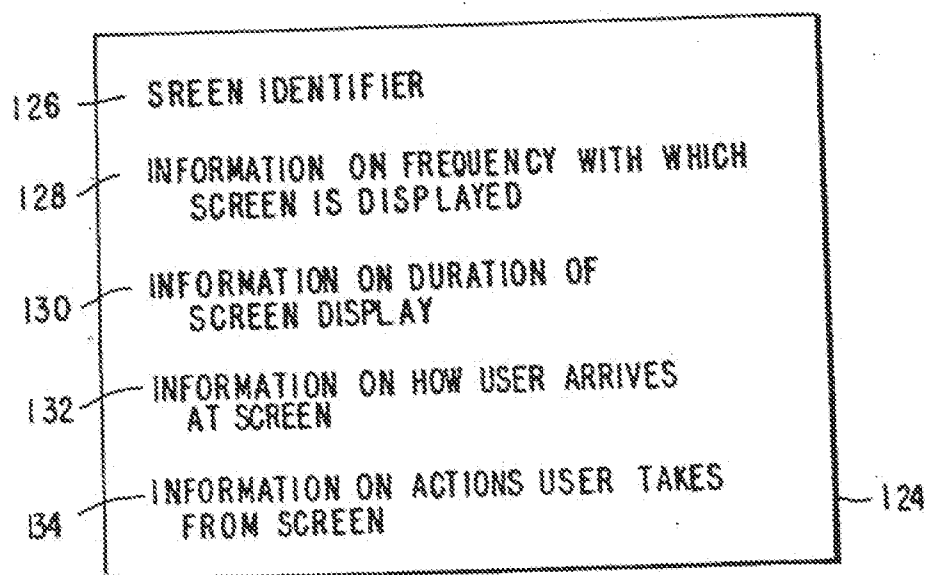 126 SREEN IDENTIFIER
128 INFORMATION ON FREQUENCY WITH WHICH
SCREEN IS DISPLAYED
130 INFORMATION ON DURATION OF
SCREEN DISPLAY
132 INFORMATION ON HOW USER ARRIVES
AT SCREEN
134 INFORMATION ON ACTIONS USER TAKES
FROM SCREEN
124